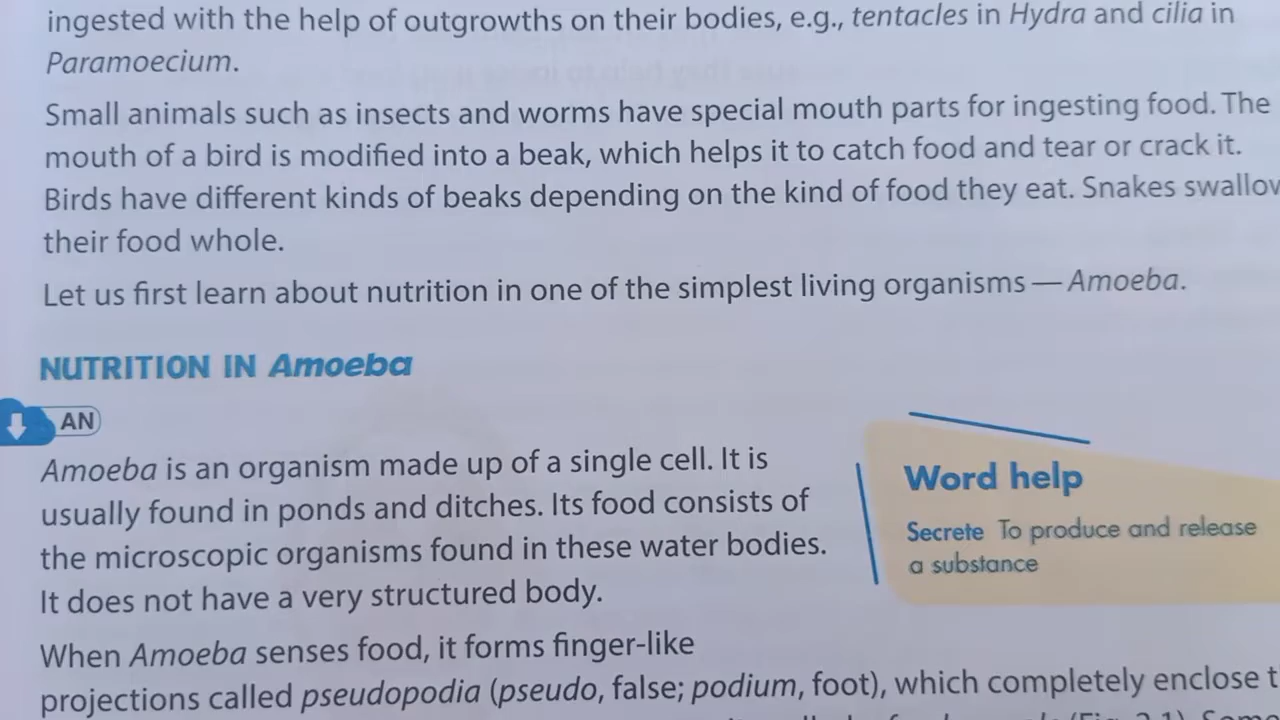 ingested with the help of outgrowths on their bodies, e.g., tentacles in Hydra and cilia in
Paramoecium.
Small animals such as insects and worms have special mouth parts for ingesting food. The
mouth of a bird is modified into a beak, which helps it to catch food and tear or crack it.
Birds have different kinds of beaks depending on the kind of food they eat. Snakes swallow
their food whole.
Let us first learn about nutrition in one of the simplest living organisms — Amoeba.
NUTRITION IN Amoeba
AN
Amoeba is an organism made up of a single cell. It is
usually found in ponds and ditches. Its food consists of
the microscopic organisms found in these water bodies.
It does not have a very structured body.
Word help
Secrete To produce and release
a substance
When Amoeba senses food, it forms finger-like
projections called pseudopodia (pseudo, false; podium, foot), which completely enclose